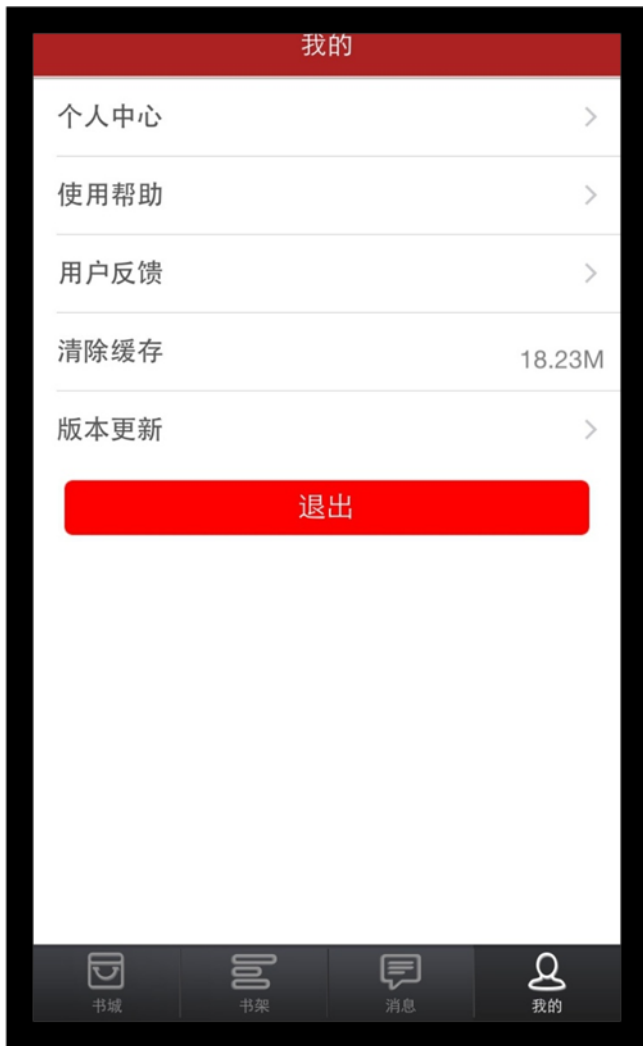 我的
个人中心
使用帮助
用户反馈
清除缓存
18.23M
版本更新
退出
书城
书架
消息
我的